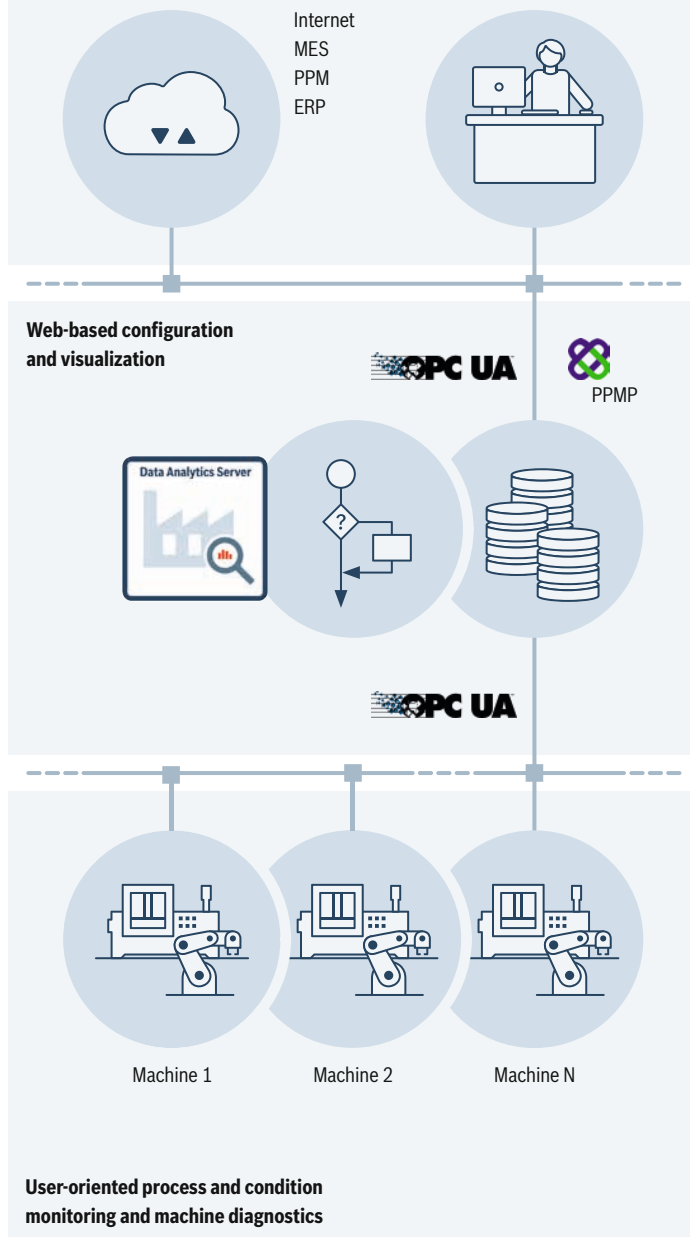 Internet
MES
PPM
ERP
Web-based configuration
and visualization
OPC UA
PPMP
Data Analytics Server
?
OPC UA
Machine 1
Machine 2
Machine N
User-oriented process and condition
monitoring and machine diagnostics